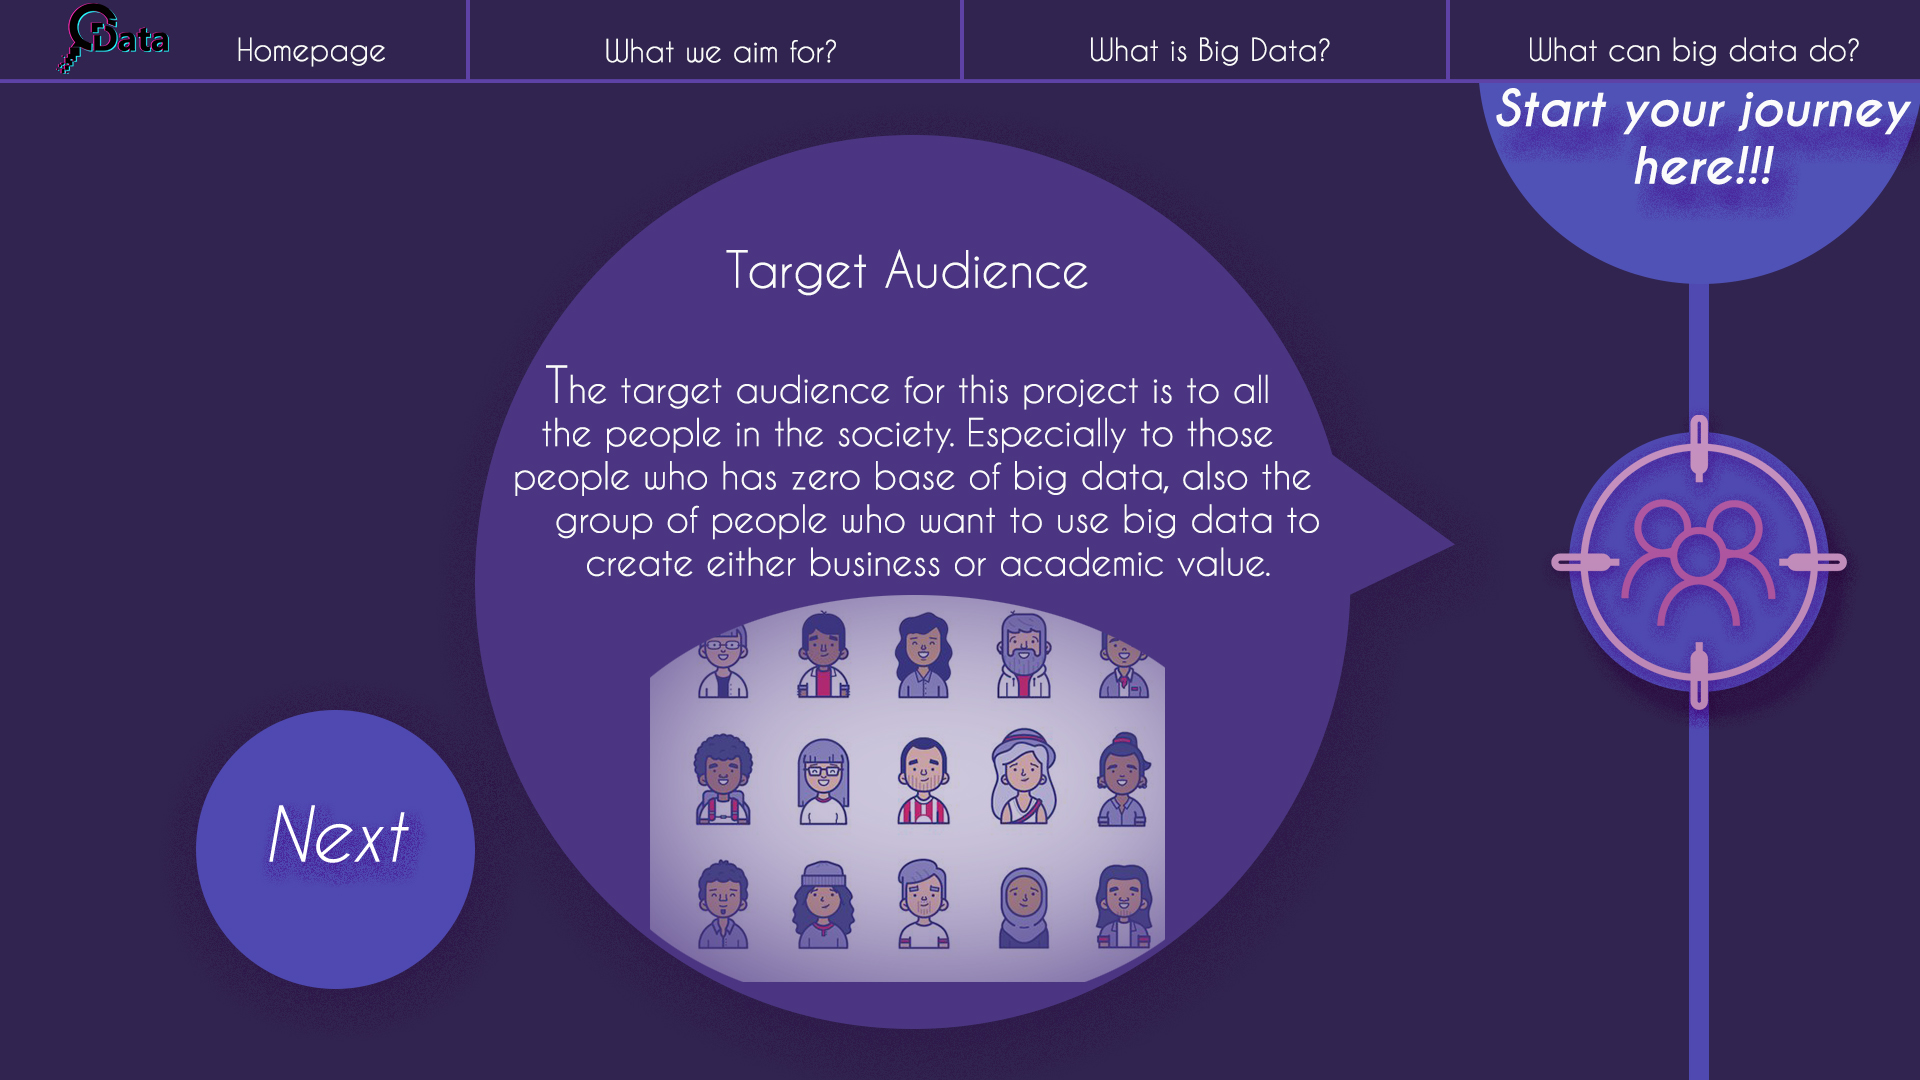 Data
Homepage
What we aim for?
What is Big Data?
What can big data do?
Start your journey
here!!!
Target Audience
The target audience for this project is to all
the people in the society. Especially to those
people who has zero base of big data, also the
group of people who want to use big data to
create either business or academic value.
Next